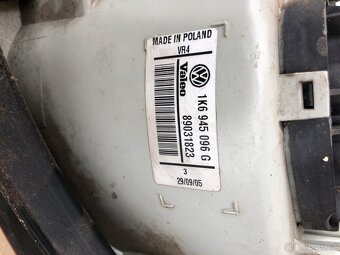 MADE IN POLAND
VR4
Valeo
1K6 945 096 G
89031823
3
29/09/05